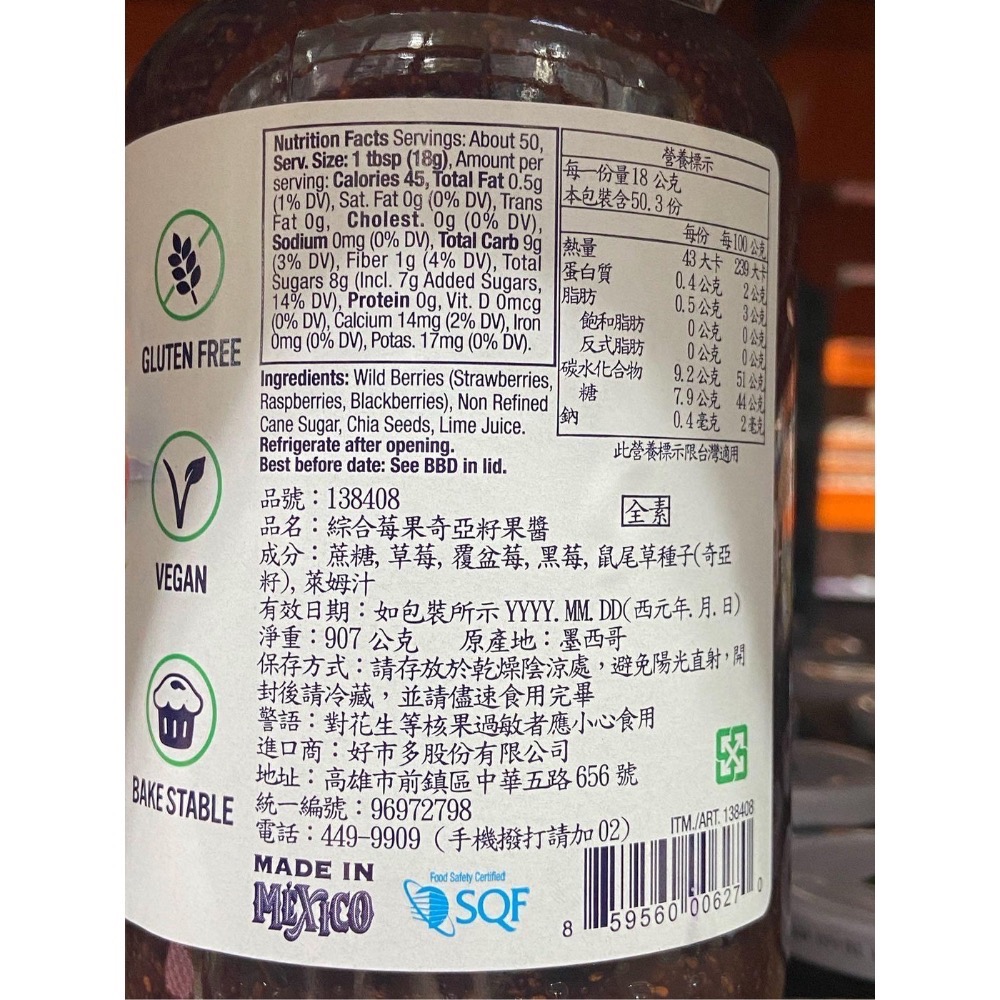 Nutrition Facts Servings: About 50,
Serv. Size: 1 tbsp (18g), Amount per
serving: Calories 45, Total Fat 0.5g
(1% DV), Sat. Fat 0g (0% DV), Trans
Fat 0g, Cholest. 0g (0% DV),
Sodium 0mg (0% DV), Total Carb 9g
(3% DV), Fiber 1g (4% DV), Total
Sugars 8g (Incl. 7g Added Sugars,
14% DV), Protein 0g, Vit. D 0mcg
(0% DV), Calcium 14mg (2% DV), Iron
0mg (0% DV), Potas. 17mg (0% DV).
營養標示
每一份量18 公克
本包裝含50.3 份
每份 每100 公克
熱量 43 大卡 239 大卡
蛋白質 0.4 公克 2 公克
脂肪 0.5 公克 3 公克
飽和脂肪 0 公克 0 公克
反式脂肪 0 公克 0 公克
碳水化合物 9.2 公克 51 公克
糖 7.9 公克 44 公克
鈉 0.4 毫克 2 毫克
此營養標示限台灣適用
GLUTEN FREE
VEGAN
BAKE STABLE
Ingredients: Wild Berries (Strawberries,
Raspberries, Blackberries), Non Refined
Cane Sugar, Chia Seeds, Lime Juice.
Refrigerate after opening.
Best before date: See BBD in lid.
品號：138408
全素
品名：綜合莓果奇亞籽果醬
成分：蔗糖, 草莓, 覆盆莓, 黑莓, 鼠尾草種子(奇亞
籽), 萊姆汁
有效日期：如包裝所示 YYYY. MM. DD(西元年. 月. 日)
淨重：907 公克 原產地：墨西哥
保存方式：請存放於乾燥陰涼處，避免陽光直射，開
封後請冷藏，並請儘速食用完畢
警語：對花生等核果過敏者應小心食用
進口商：好市多股份有限公司
地址：高雄市前鎮區中華五路 656 號
統一編號：96972798
電話：449-9909（手機撥打請加 02）
ITM./ART. 138408
MADE IN
MÉXICO
Food Safety Certified
SQF
8 59560 00627 0